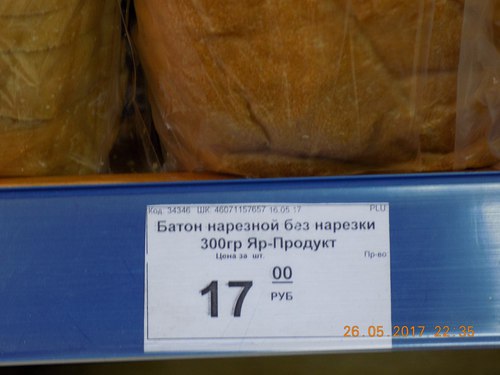 Код 34346 ШК 46071157657 16.05.17 PLU
Батон нарезной без нарезки
300гр Яр-Продукт
Цена за шт.
Пр-во
17 00
РУБ
26.05.2017 22:35